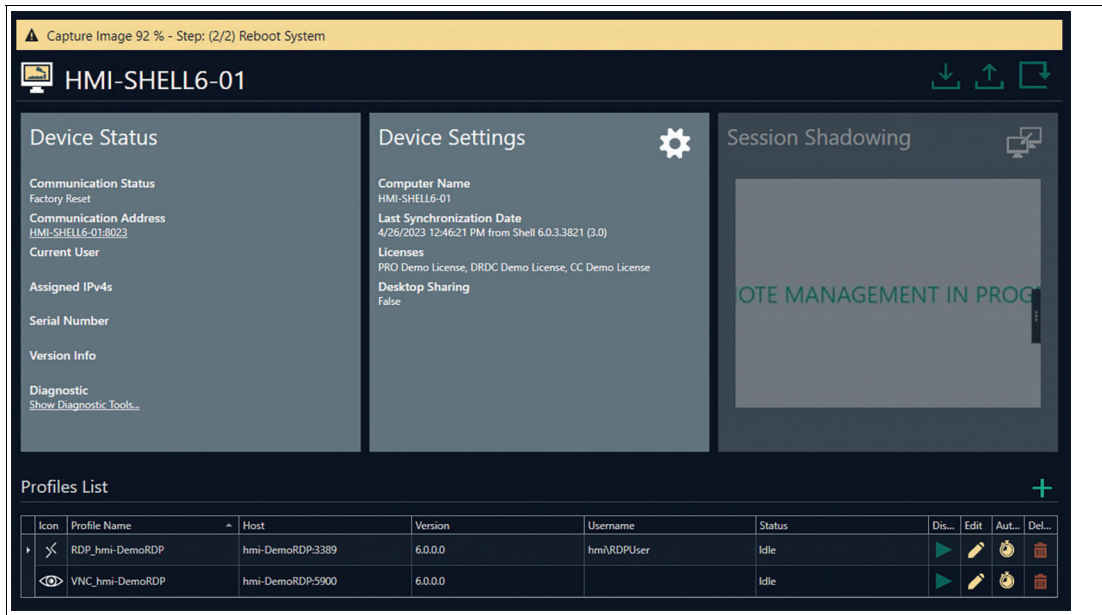 Capture Image 92 % - Step: (2/2) Reboot System
HMI-SHELL6-01
Device Status
Communication Status
Factory Reset
Communication Address
HMI-SHELL6-01:8023
Current User
Assigned IPv4s
Serial Number
Version Info
Diagnostic
Show Diagnostic Tools...
Device Settings
Computer Name
HMI-SHELL6-01
Last Synchronization Date
4/26/2023 12:46:21 PM from Shell 6.0.3.3821 (3.0)
Licenses
PRO Demo License, DRDC Demo License, CC Demo License
Desktop Sharing
False
Session Shadowing
OTE MANAGEMENT IN PROG
Profiles List
Icon Profile Name Host Version Username Status Dis... Edit Aut... Del...
RDP_hmi-DemoRDP hmi-DemoRDP:3389 6.0.0.0 hmi\RDPUser Idle
VNC_hmi-DemoRDP hmi-DemoRDP:5900 6.0.0.0 Idle